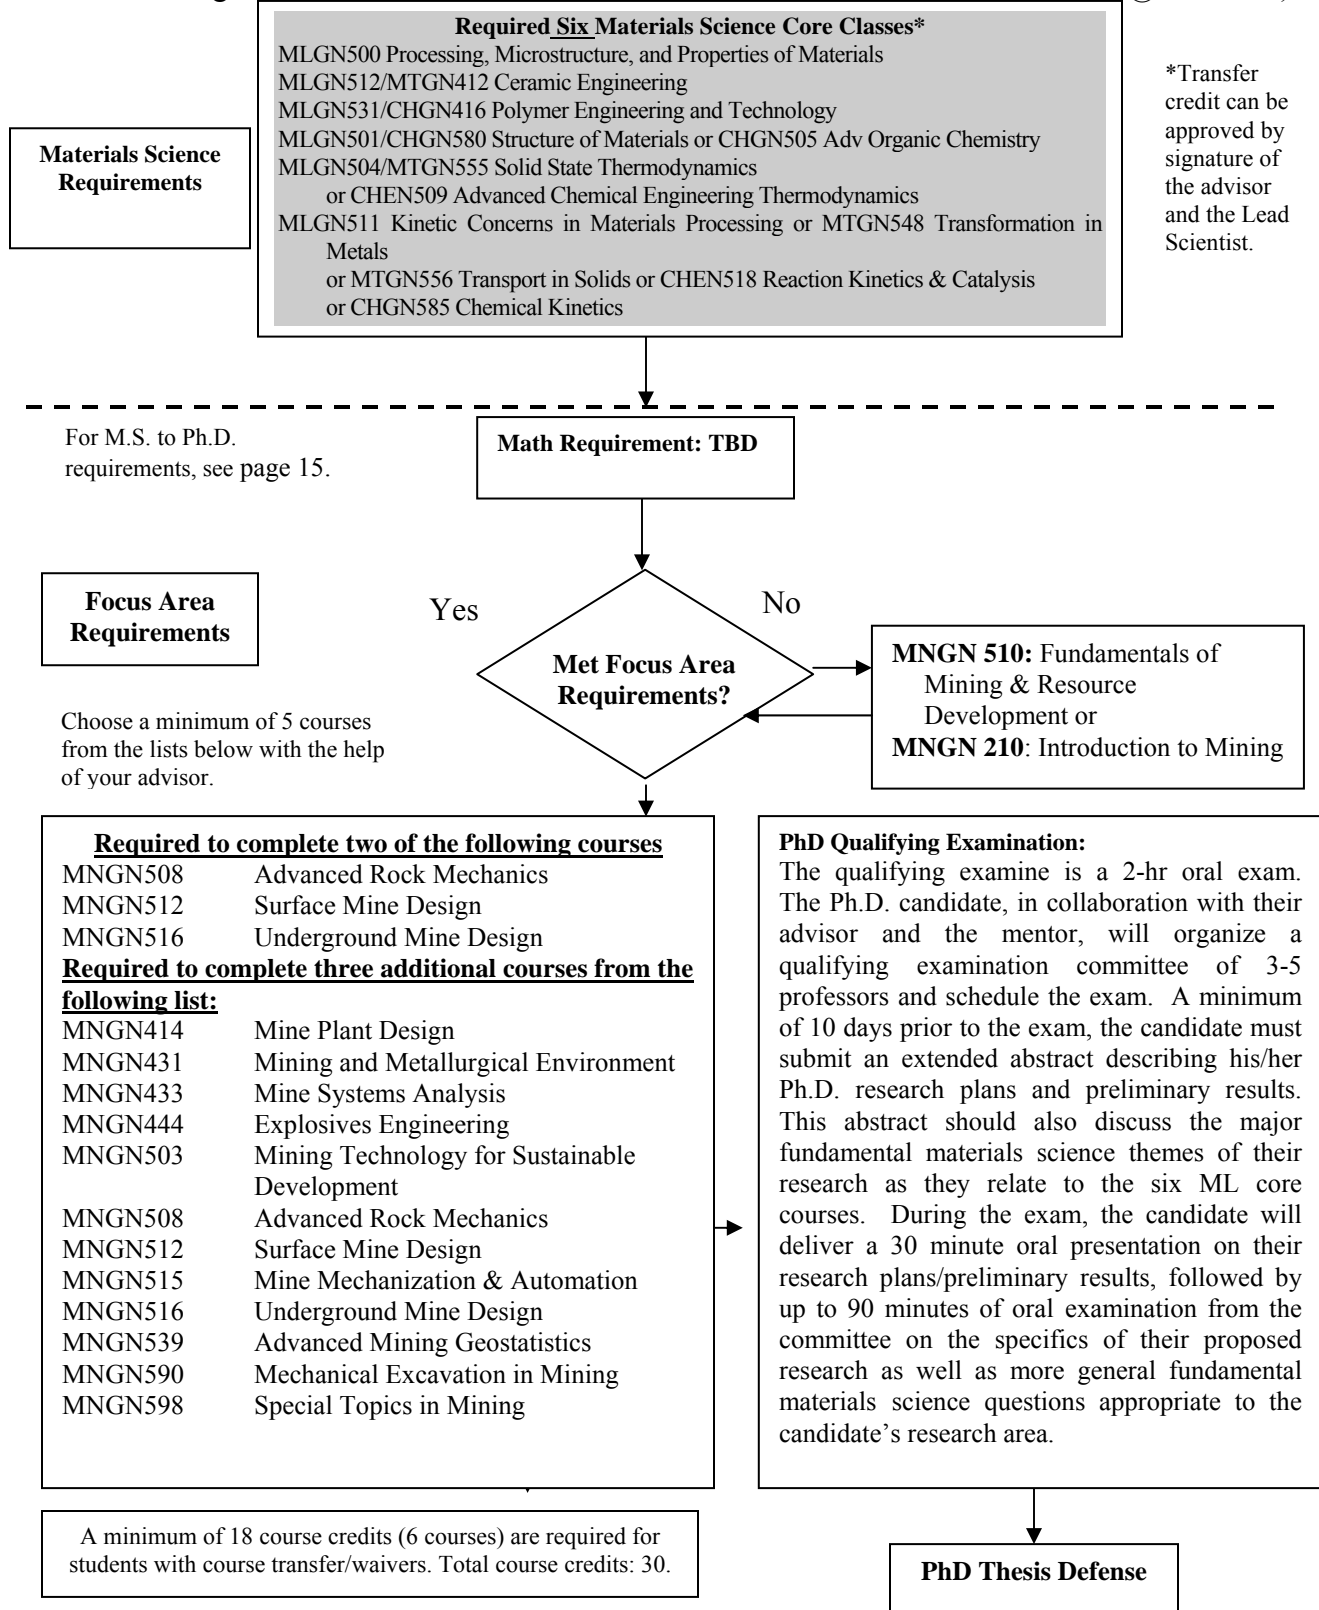 Required Six Materials Science Core Classes*
MLGN500 Processing, Microstructure, and Properties of Materials
MLGN512/MTGN412 Ceramic Engineering
MLGN531/CHGN416 Polymer Engineering and Technology
MLGN501/CHGN580 Structure of Materials or CHGN505 Adv Organic Chemistry
MLGN504/MTGN555 Solid State Thermodynamics
or CHEN509 Advanced Chemical Engineering Thermodynamics
MLGN511 Kinetic Concerns in Materials Processing or MTGN548 Transformation in
Metals
or MTGN556 Transport in Solids or CHEN518 Reaction Kinetics & Catalysis
or CHGN585 Chemical Kinetics
*Transfer
credit can be
approved by
signature of
the advisor
and the Lead
Scientist.
Materials Science
Requirements
For M.S. to Ph.D.
requirements, see page 15.
Math Requirement: TBD
Focus Area
Requirements
Yes
No
Met Focus Area
Requirements?
MNGN 510: Fundamentals of
Mining & Resource
Development or
MNGN 210: Introduction to Mining
Choose a minimum of 5 courses
from the lists below with the help
of your advisor.
Required to complete two of the following courses
MNGN508 Advanced Rock Mechanics
MNGN512 Surface Mine Design
MNGN516 Underground Mine Design
Required to complete three additional courses from the
following list:
MNGN414 Mine Plant Design
MNGN431 Mining and Metallurgical Environment
MNGN433 Mine Systems Analysis
MNGN444 Explosives Engineering
MNGN503 Mining Technology for Sustainable
Development
MNGN508 Advanced Rock Mechanics
MNGN512 Surface Mine Design
MNGN515 Mine Mechanization & Automation
MNGN516 Underground Mine Design
MNGN539 Advanced Mining Geostatistics
MNGN590 Mechanical Excavation in Mining
MNGN598 Special Topics in Mining
PhD Qualifying Examination:
The qualifying examine is a 2-hr oral exam.
The Ph.D. candidate, in collaboration with their
advisor and the mentor, will organize a
qualifying examination committee of 3-5
professors and schedule the exam. A minimum
of 10 days prior to the exam, the candidate must
submit an extended abstract describing his/her
Ph.D. research plans and preliminary results.
This abstract should also discuss the major
fundamental materials science themes of their
research as they relate to the six ML core
courses. During the exam, the candidate will
deliver a 30 minute oral presentation on their
research plans/preliminary results, followed by
up to 90 minutes of oral examination from the
committee on the specifics of their proposed
research as well as more general fundamental
materials science questions appropriate to the
candidate's research area.
A minimum of 18 course credits (6 courses) are required for
students with course transfer/waivers. Total course credits: 30.
PhD Thesis Defense